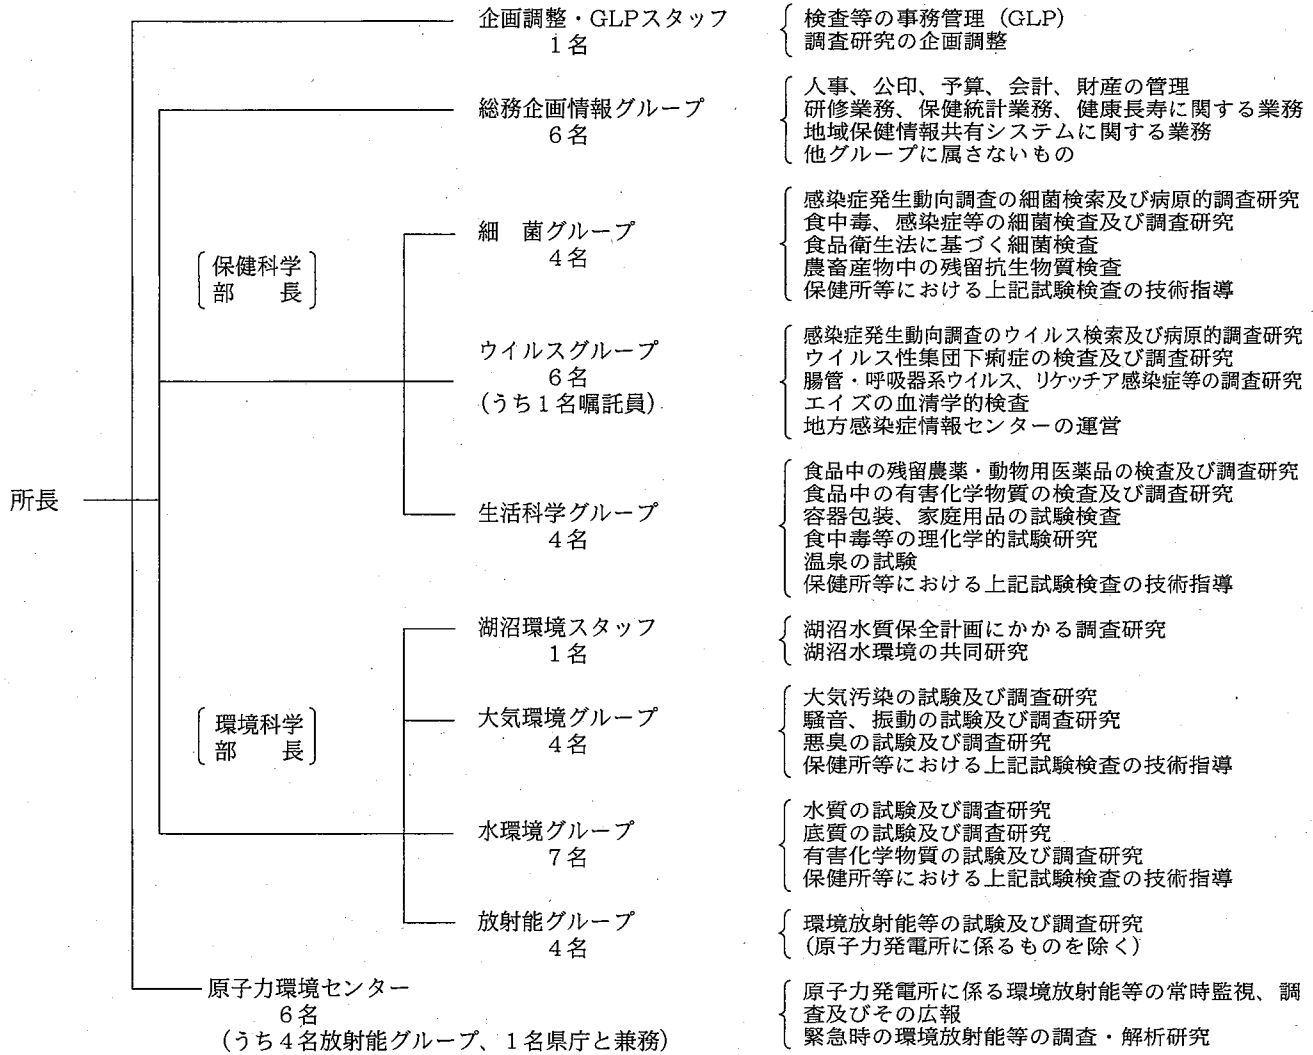 企画調整・GLPスタッフ
1名
検査等の事務管理（GLP）
調査研究の企画調整
総務企画情報グループ
6名
人事、公印、予算、会計、財産の管理
研修業務、保健統計業務、健康長寿に関する業務
地域保健情報共有システムに関する業務
他グループに属さないもの
保健科学
部　　長
細　菌グループ
4名
感染症発生動向調査の細菌検索及び病原的調査研究
食中毒、感染症等の細菌検査及び調査研究
食品衛生法に基づく細菌検査
農畜産物中の残留抗生物質検査
保健所等における上記試験検査の技術指導
ウイルスグループ
6名
(うち1名嘱託員)
感染症発生動向調査のウイルス検索及び病原的調査研究
ウイルス性集団下痢症の検査及び調査研究
腸管・呼吸器系ウイルス、リケッチア感染症等の調査研究
エイズの血清学的検査
地方感染症情報センターの運営
所長
生活科学グループ
4名
食品中の残留農薬・動物用医薬品の検査及び調査研究
食品中の有害化学物質の検査及び調査研究
容器包装、家庭用品の試験検査
食中毒等の理化学的試験研究
温泉の試験
保健所等における上記試験検査の技術指導
湖沼環境スタッフ
1名
湖沼水質保全計画にかかる調査研究
湖沼水環境の共同研究
環境科学
部　　長
大気環境グループ
4名
大気汚染の試験及び調査研究
騒音、振動の試験及び調査研究
悪臭の試験及び調査研究
保健所等における上記試験検査の技術指導
水環境グループ
7名
水質の試験及び調査研究
底質の試験及び調査研究
有害化学物質の試験及び調査研究
保健所等における上記試験検査の技術指導
放射能グループ
4名
環境放射能等の試験及び調査研究
(原子力発電所に係るものを除く)
原子力環境センター
6名
(うち4名放射能グループ、1名県庁と兼務)
原子力発電所に係る環境放射能等の常時監視、調
査及びその広報
緊急時の環境放射能等の調査・解析研究